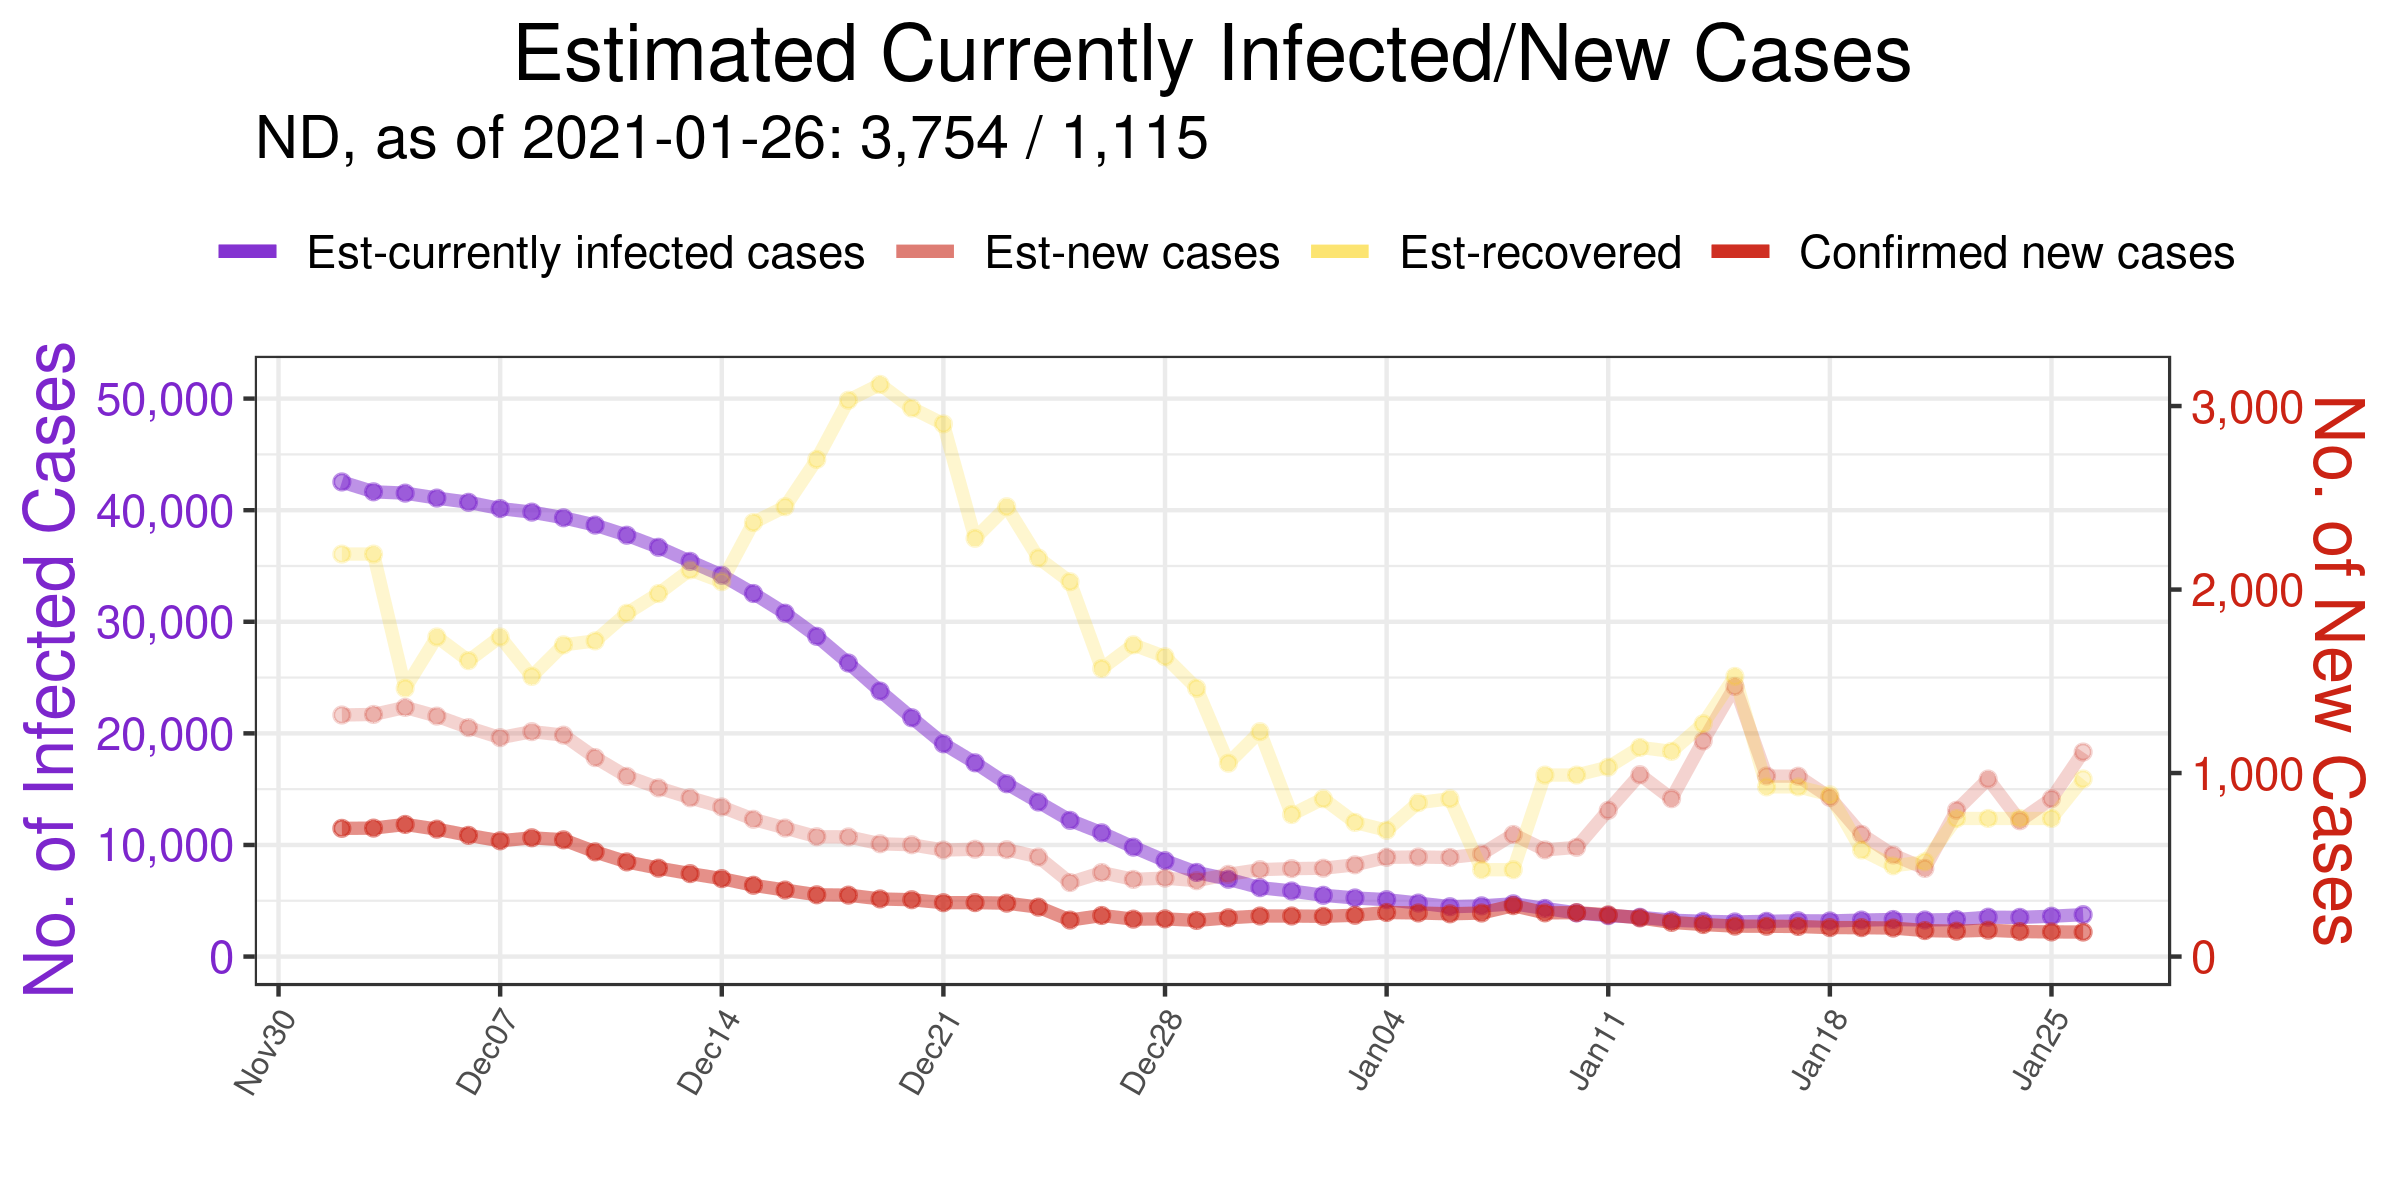 Estimated Currently Infected/New Cases
ND, as of 2021-01-26: 3,754 / 1,115
Est-currently infected cases Est-new cases Est-recovered Confirmed new cases
No. of Infected Cases
50,000
40,000
30,000
20,000
10,000
0
3,000
2,000
1,000
0
No. of New Cases
Nov30 Dec07 Dec14 Dec21 Dec28 Jan04 Jan11 Jan18 Jan25